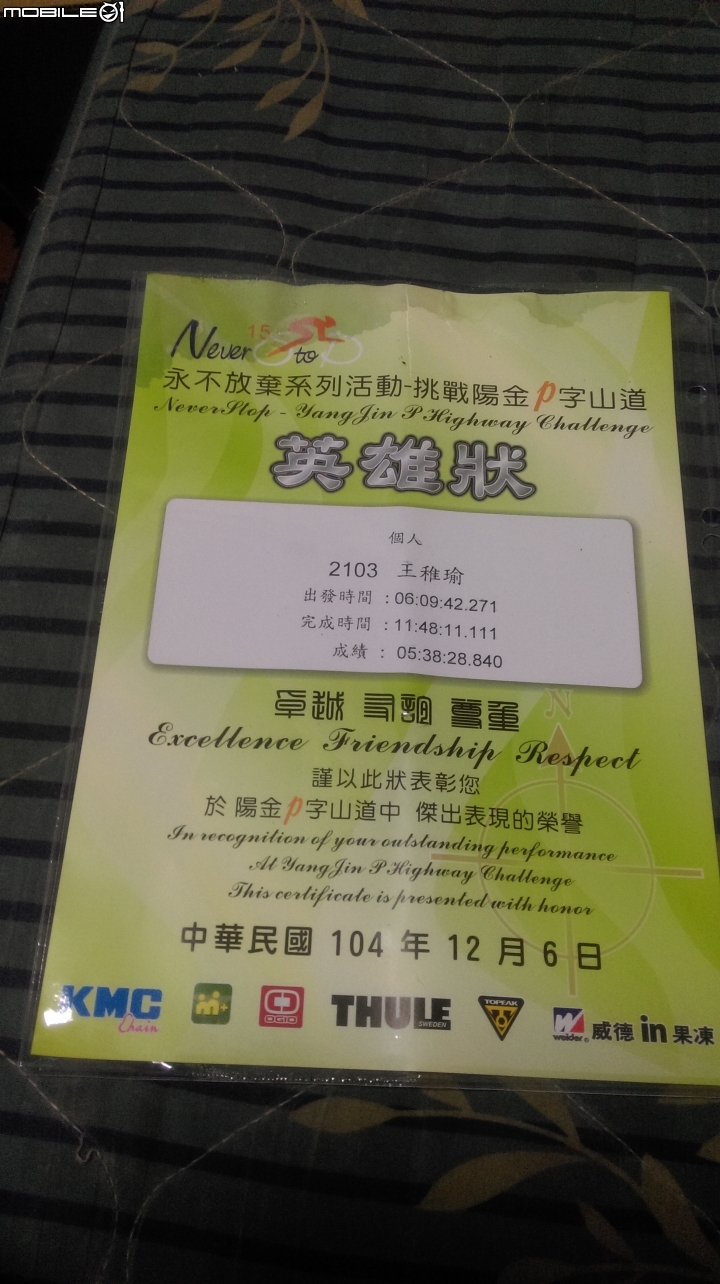 MOBILE01
Never 15 St to
永不放棄系列活動-挑戰陽金P字山道
NeverStop - YangJin P Highway Challenge
英雄狀
個人
2103 王稚瑜
出發時間 :06:09:42.271
完成時間 :11:48:11.111
成績 : 05:38:28.840
卓越 友誼 尊重
Excellence Friendship Respect
謹以此狀表彰您
於 陽金P字山道中 傑出表現的榮譽
In recognition of your outstanding performance
At YangJin P Highway Challenge
This certificate is presented with honor
N
中華民國 104 年 12 月 6 日
KMC Chain
m+
OGIO
THULE SWEDEN
TOPEAK
weider® 威德 in 果凍